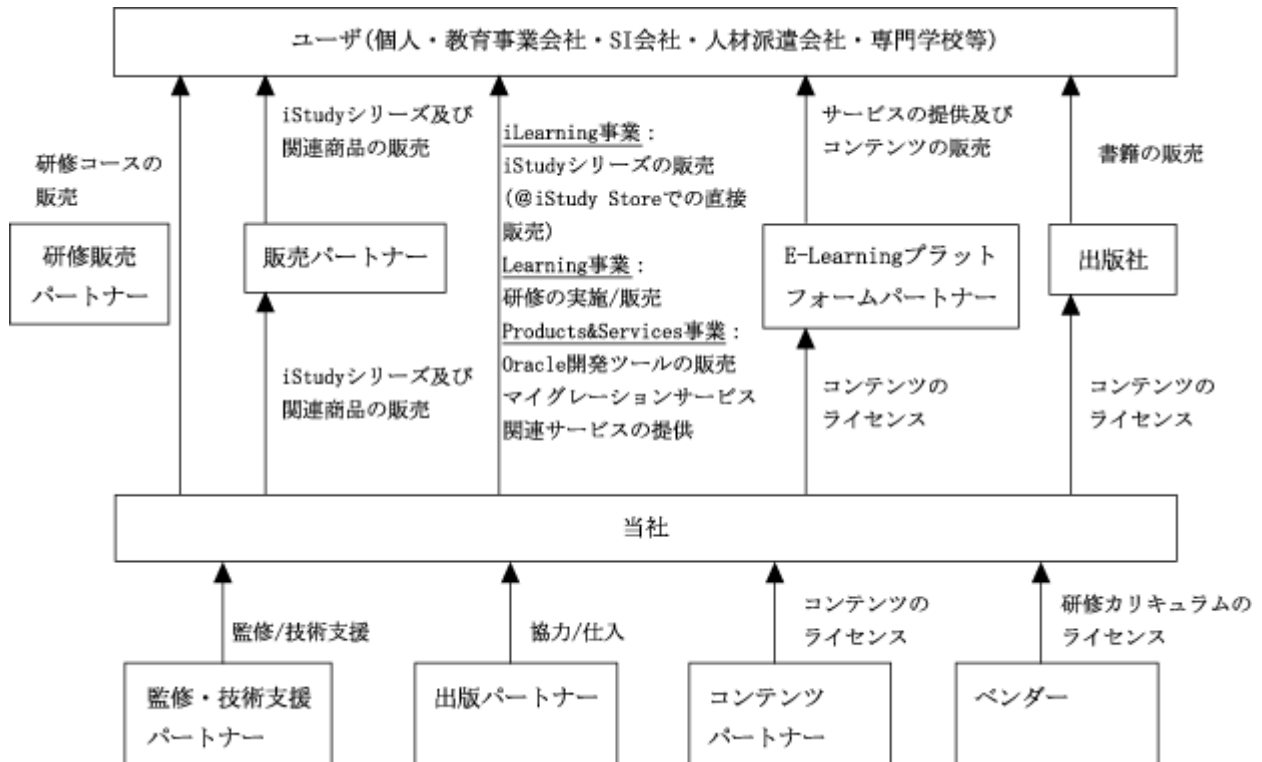 ユーザ(個人・教育事業会社・SI会社・人材派遣会社・専門学校等)
研修コースの
販売
iStudyシリーズ及び
関連商品の販売
iLearning事業：
iStudyシリーズの販売
(@iStudy Storeでの直接
販売)
Learning事業：
研修の実施/販売
Products&Services事業：
Oracle開発ツールの販売
マイグレーションサービス
関連サービスの提供
サービスの提供及び
コンテンツの販売
書籍の販売
研修販売
パートナー
販売パートナー
E-Learningプラット
フォームパートナー
出版社
iStudyシリーズ及び
関連商品の販売
コンテンツの
ライセンス
コンテンツの
ライセンス
当社
監修/技術支援
協力/仕入
コンテンツの
ライセンス
研修カリキュラムの
ライセンス
監修・技術支援
パートナー
出版パートナー
コンテンツ
パートナー
ベンダー